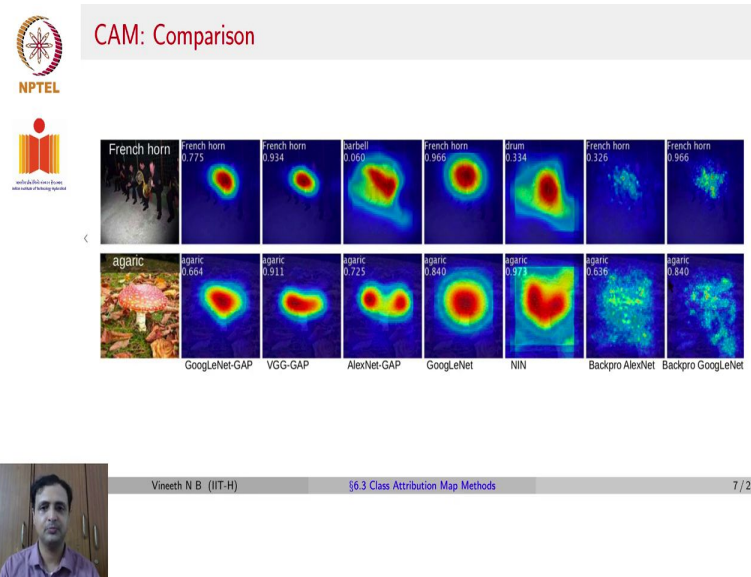 CAM: Comparison
NPTEL
French horn
French horn
0.775
French horn
0.934
barbell
0.060
French horn
0.966
drum
0.334
French horn
0.326
French horn
0.966
agaric
agaric
0.664
agaric
0.911
agaric
0.725
agaric
0.840
agaric
0.973
agaric
0.636
agaric
0.840
GoogLeNet-GAP
VGG-GAP
AlexNet-GAP
GoogLeNet
NIN
Backpro AlexNet
Backpro GoogLeNet
Vineeth N B (IIT-H)
§6.3 Class Attribution Map Methods
7 / 2